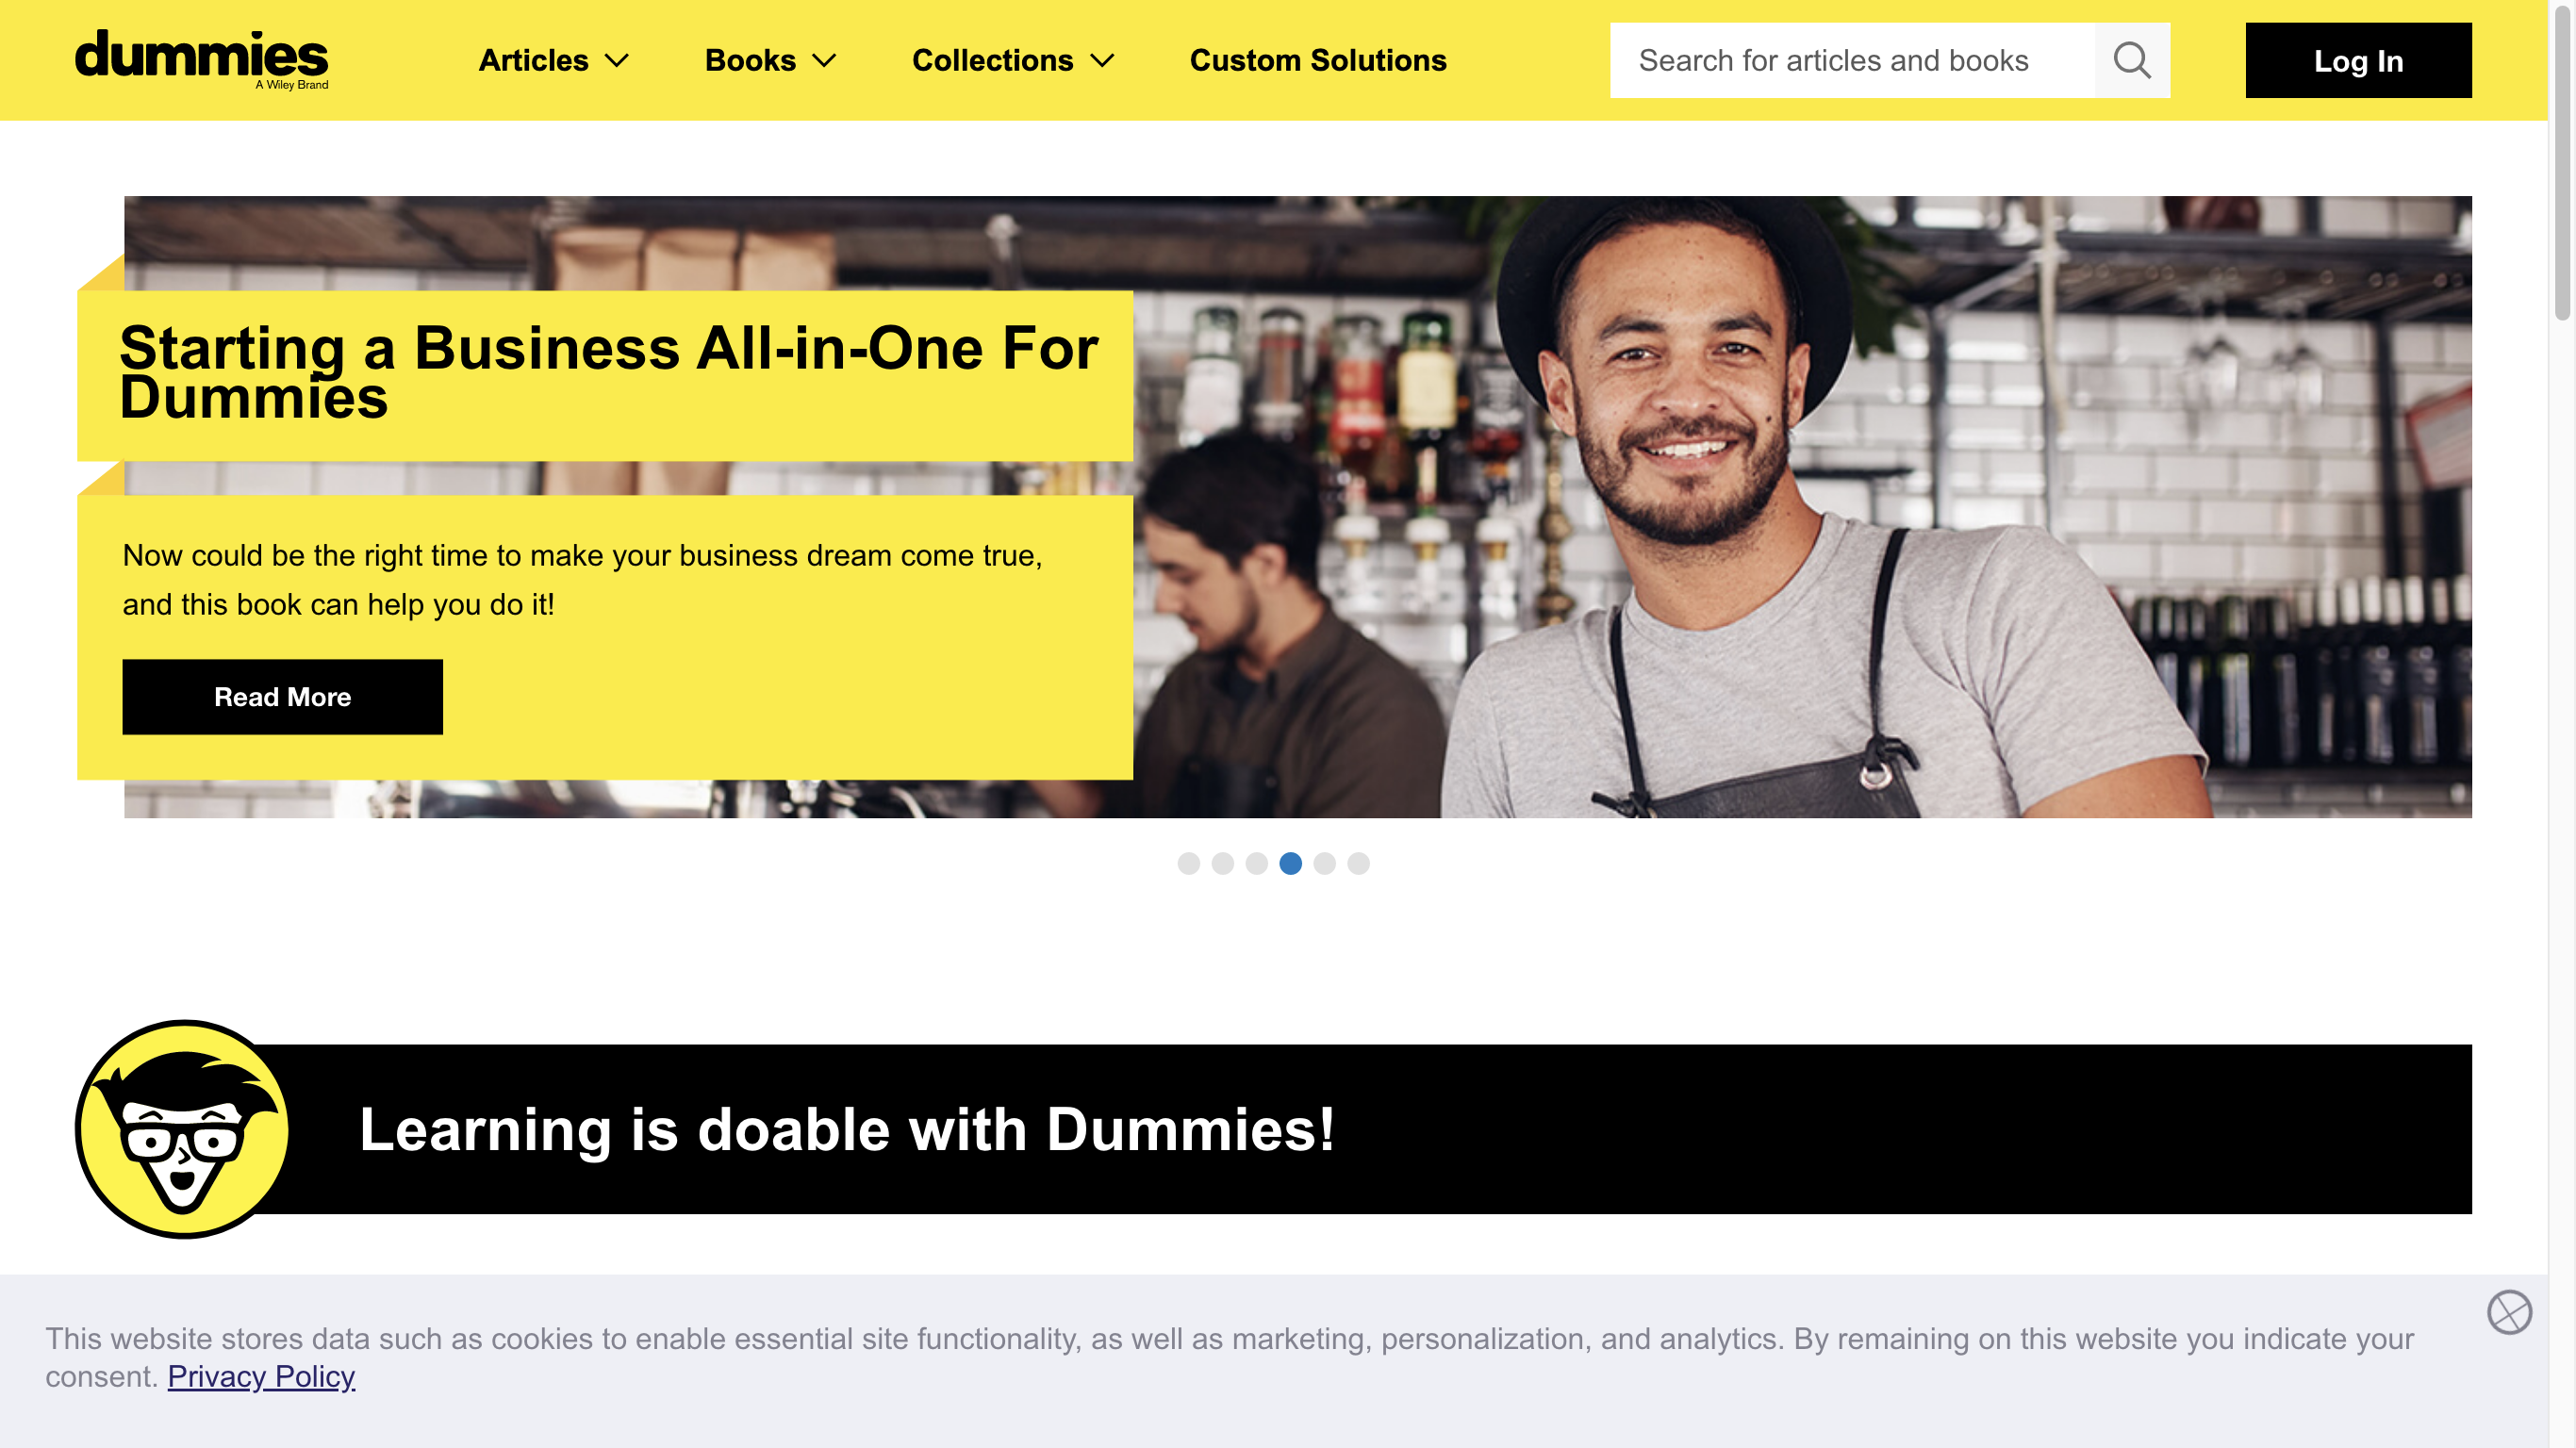 dummies
A Wiley Brand
Articles
Books
Collections
Custom Solutions
Search for articles and books
Log In
Starting a Business All-in-One For
Dummies
Now could be the right time to make your business dream come true,
and this book can help you do it!
Read More
Learning is doable with Dummies!
This website stores data such as cookies to enable essential site functionality, as well as marketing, personalization, and analytics. By remaining on this website you indicate your
consent. Privacy Policy